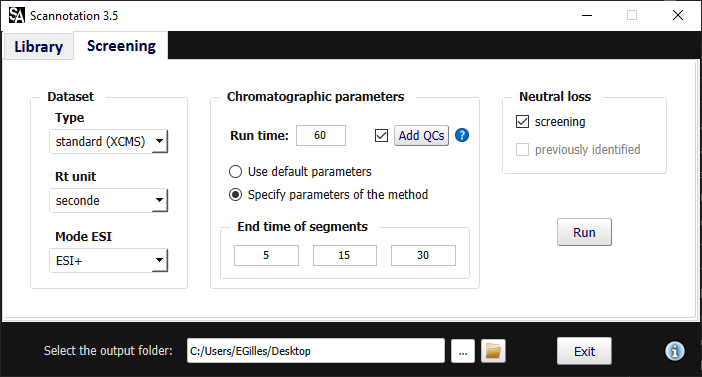 SA Scannotation 3.5
Library Screening
Dataset Chromatographic parameters Neutral loss
Type
standard (XCMS) Run time: 60 Add QCs ? screening
previously identified
Rt unit Use default parameters
seconde Specify parameters of the method
Mode ESI End time of segments Run
ESI+ 5 15 30
Select the output folder: C:/Users/EGilles/Desktop ... Exit i